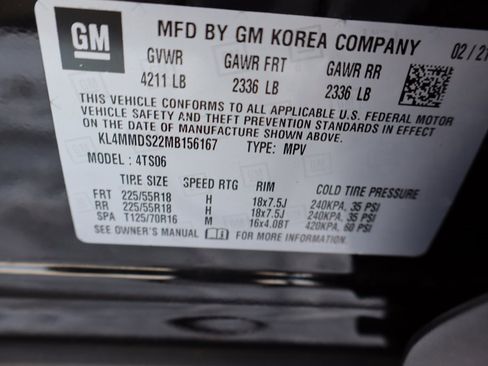 GM MFD BY GM KOREA COMPANY 02/21
GVWR GAWR FRT GAWR RR
4211 LB 2336 LB 2336 LB
THIS VEHICLE CONFORMS TO ALL APPLICABLE U.S. FEDERAL MOTOR
VEHICLE SAFETY AND THEFT PREVENTION STANDARDS IN EFFECT
ON THE DATE OF MANUFACTURE SHOWN ABOVE.
KL4MMDS22MB156167 TYPE: MPV
MODEL: 4TS06
TIRE SIZE SPEED RTG RIM COLD TIRE PRESSURE
FRT 225/55R18 H 18x7.5J 240KPA, 35 PSI
RR 225/55R18 H 18x7.5J 240KPA, 35 PSI
SPA T125/70R16 M 16x4.0BT 420KPA, 60 PSI
SEE OWNER'S MANUAL FOR MORE INFORMATION.